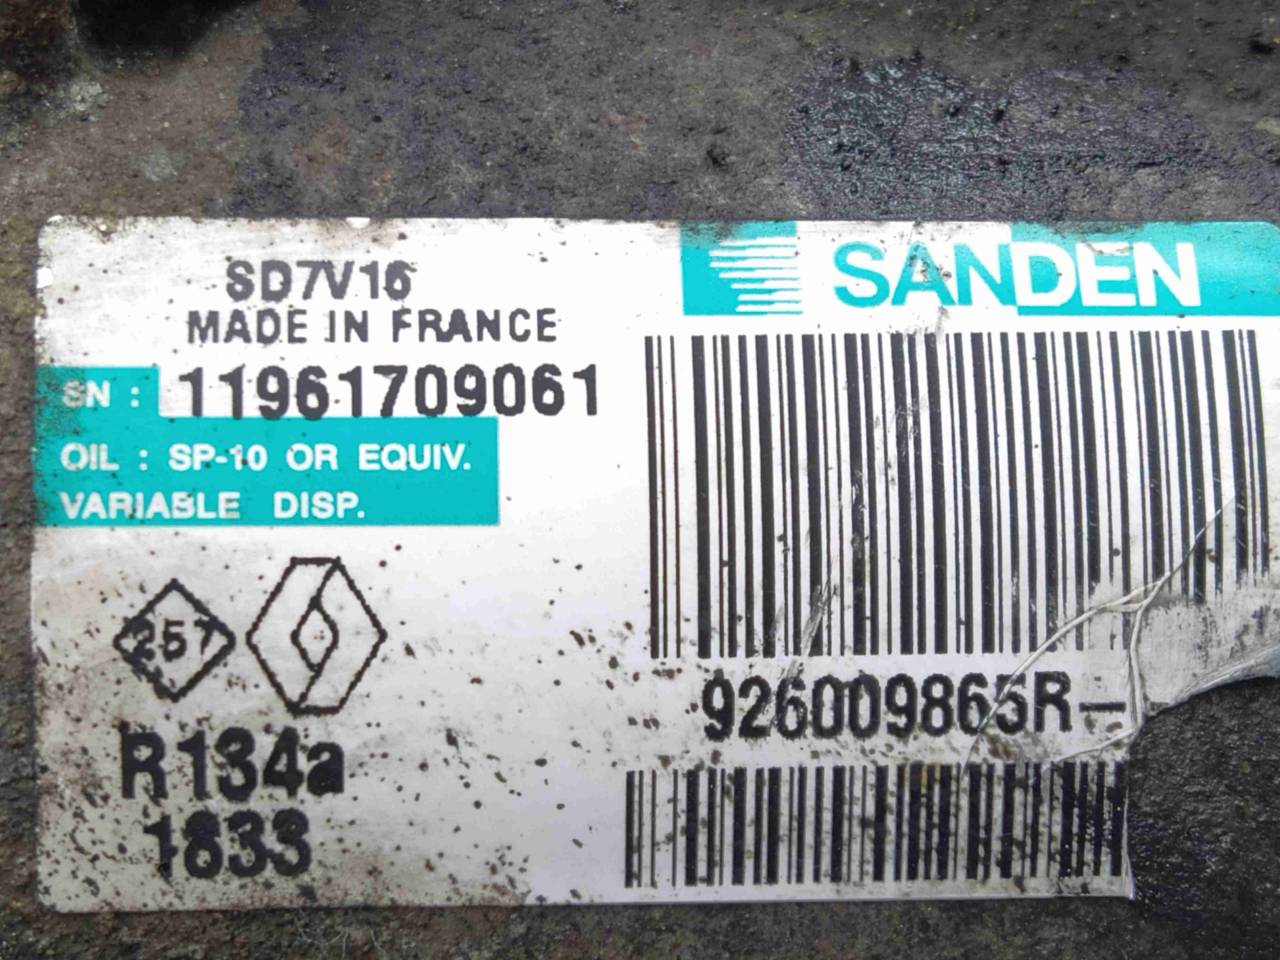 SANDEN
SD7V16
MADE IN FRANCE
SN : 11961709061
OIL : SP-10 OR EQUIV.
VARIABLE DISP.
257
926009865R-
R134a
1833